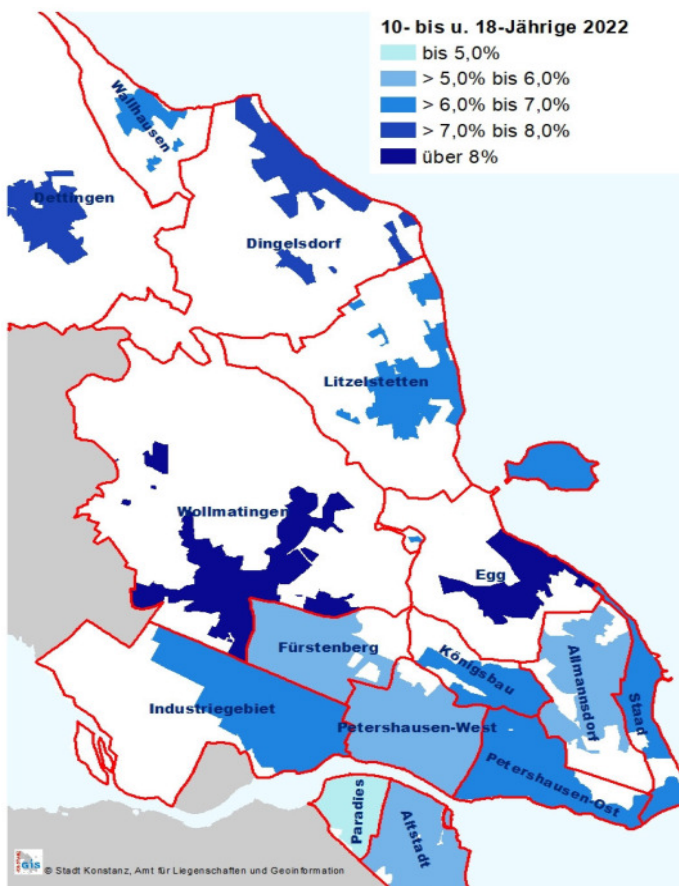 10- bis u. 18-Jährige 2022
bis 5,0%
> 5,0% bis 6,0%
> 6,0% bis 7,0%
> 7,0% bis 8,0%
über 8%
Wallhausen
Dettingen
Dingelsdorf
Litzelstetten
Wollmatingen
Egg
Fürstenberg
Königsbau
Allmannsdorf
Staad
Industriegebiet
Petershausen-West
Petershausen-Ost
Paradies
Altstadt
GIS
© Stadt Konstanz, Amt für Liegenschaften und Geoinformation